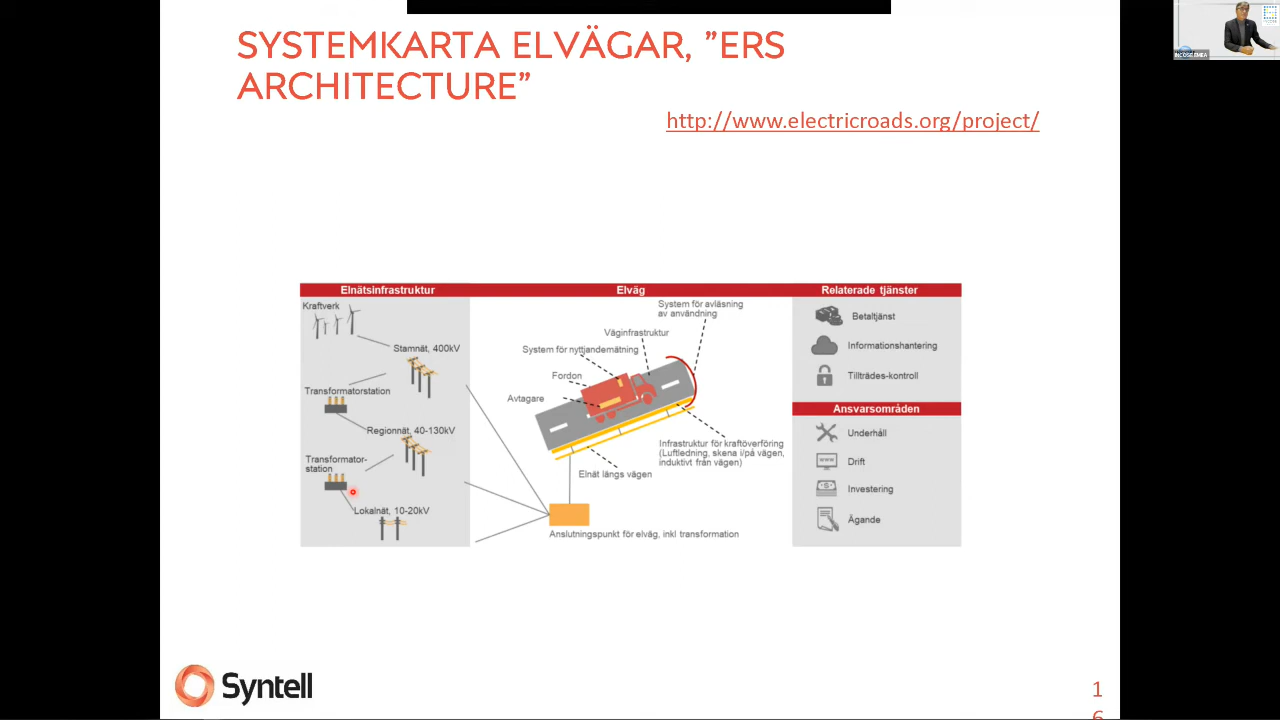 SYSTEMKARTA ELVÄGAR, ”ERS
ARCHITECTURE”
http://www.electricroads.org/project/
Elnätsinfrastruktur
Kraftverk
Stamnät, 400kV
Transformatorstation
Regionnät, 40-130kV
Transformator-
station
Lokalnät, 10-20kV
Elväg
System för avläsning
av användning
Väginfrastruktur
System för nyttjandemätning
Fordon
Avtagare
Infrastruktur för kraftöverföring
(Luftledning, skena i/på vägen,
induktivt från vägen)
Elnät längs vägen
Anslutningspunkt för elväg, inkl transformation
Relaterade tjänster
Betaltjänst
Informationshantering
Tillträdes-kontroll
Ansvarsområden
Underhåll
Drift
Investering
Ägande
Syntell
1
6